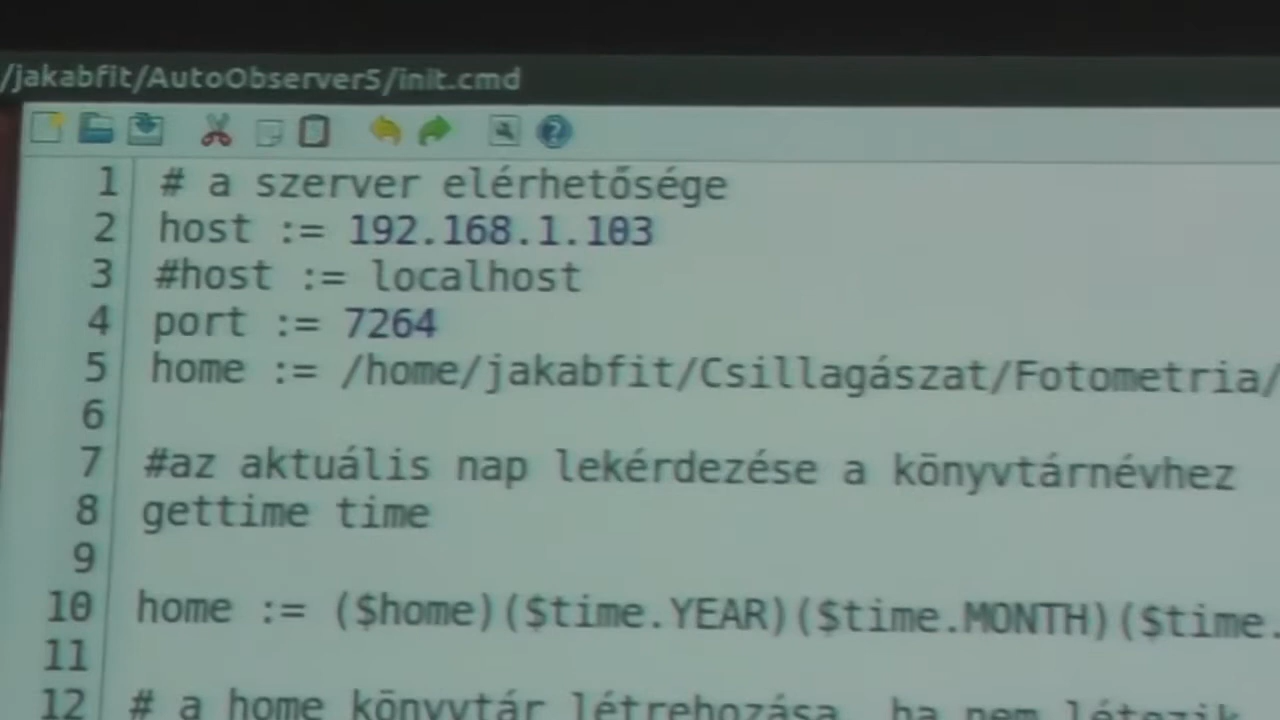 /jakabfit/AutoObserver5/init.cmd
1 # a szerver elérhetősége
2 host := 192.168.1.103
3 #host := localhost
4 port := 7264
5 home := /home/jakabfit/Csillagászat/Fotometria/
6
7 #az aktuális nap lekérdezése a könyvtárnévhez
8 gettime time
9
10 home := ($home)($time.YEAR)($time.MONTH)($time.
11
12 # a home könyvtár létrehozása, ha nem létezik